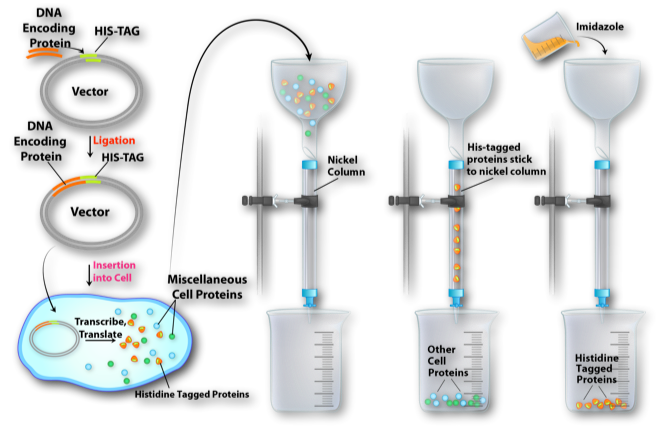 DNA
Encoding
Protein
HIS-TAG
Vector
Ligation
DNA
Encoding
Protein
HIS-TAG
Vector
Insertion
into Cell
Miscellaneous
Cell Proteins
Transcribe,
Translate
Histidine Tagged Proteins
Nickel
Column
His-tagged
proteins stick
to nickel column
Other
Cell
Proteins
Imidazole
Histidine
Tagged
Proteins